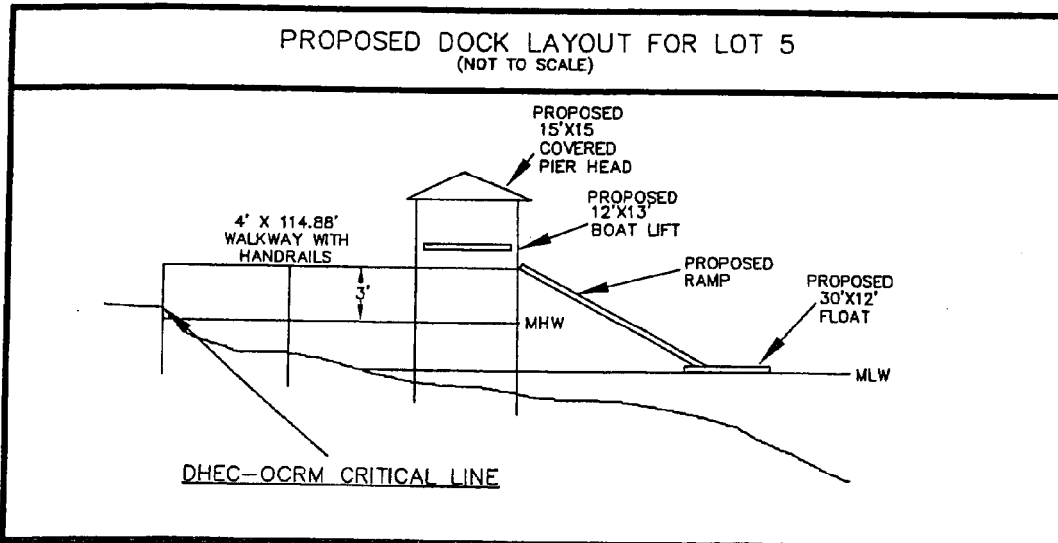 PROPOSED DOCK LAYOUT FOR LOT 5
(NOT TO SCALE)
PROPOSED
15'X15
COVERED
PIER HEAD
PROPOSED
12'X13'
BOAT LIFT
4' X 114.88'
WALKWAY WITH
HANDRAILS
PROPOSED
RAMP
PROPOSED
30'X12'
FLOAT
3'
MHW
MLW
DHEC-OCRM CRITICAL LINE